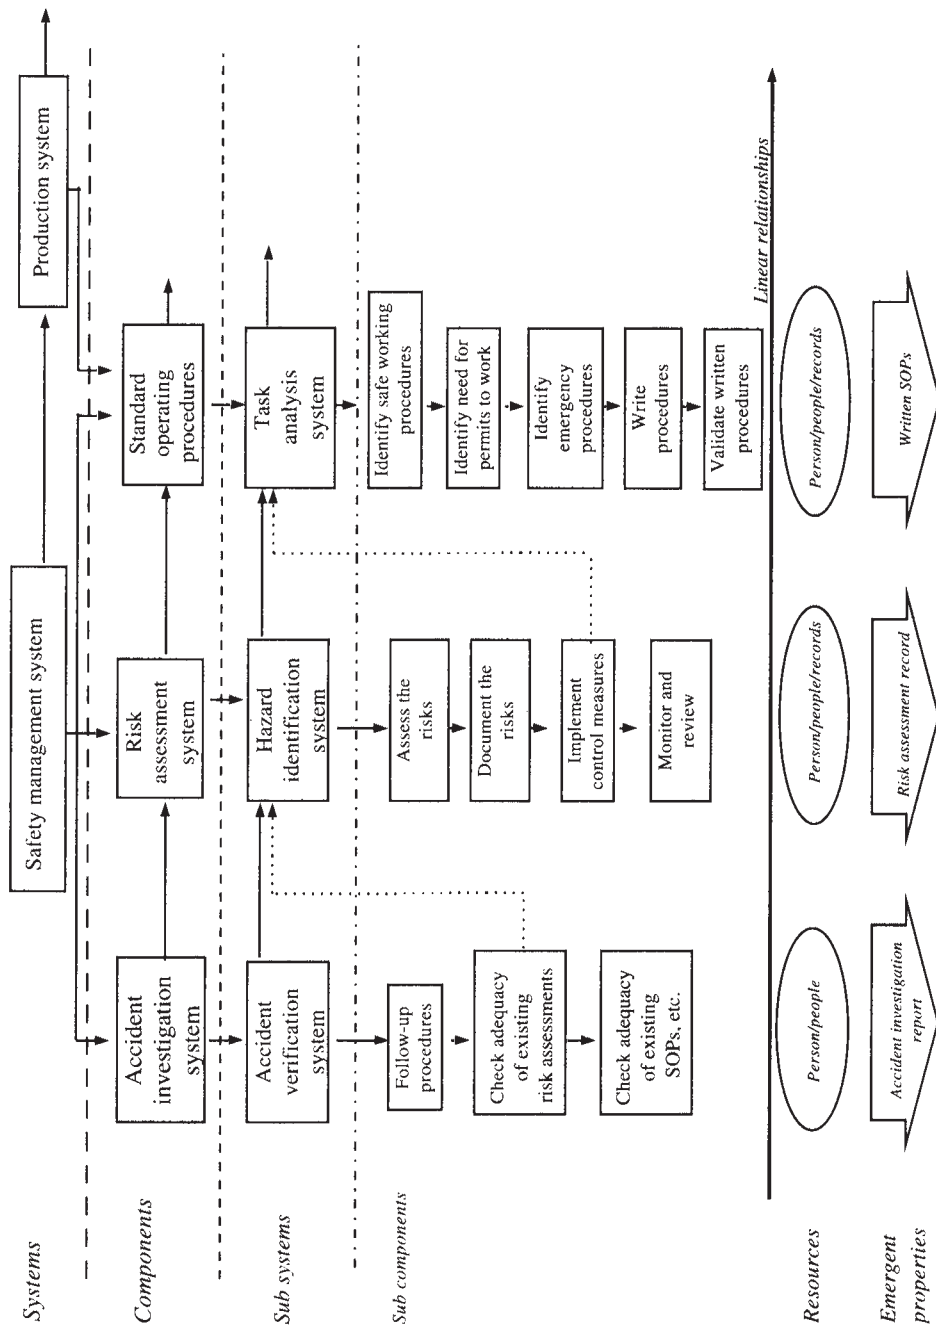 Systems
Safety management system
Production system
Components
Accident
investigation
system
Risk
assessment
system
Standard
operating
procedures
Sub systems
Accident
verification
system
Hazard
identification
system
Task
analysis
system
Sub components
Follow-up
procedures
Check adequacy
of existing
risk assessments
Check adequacy
of existing
SOPs, etc.
Assess the
risks
Document the
risks
Implement
control measures
Monitor and
review
Identify safe working
procedures
Identify need for
permits to work
Identify
emergency
procedures
Write
procedures
Validate written
procedures
Linear relationships
Resources
Person/people
Person/people/records
Person/people/records
Emergent
properties
Accident investigation
report
Risk assessment record
Written SOPs